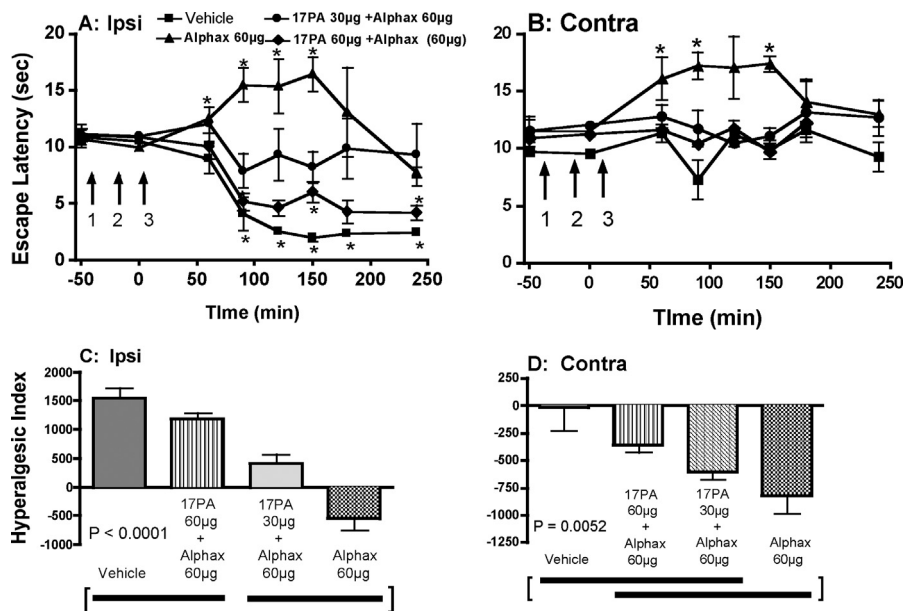 A: Ipsi
Vehicle
Alphax 60µg
17PA 30µg +Alphax 60µg
17PA 60µg +Alphax (60µg)
Escape Latency (sec)
20
15
10
5
0
* * * * *
1 2 3
* * * * * * *
-50 0 50 100 150 200 250
TIme (min)
B: Contra
20
15
10
5
0
* * *
1 2 3
-50 0 50 100 150 200 250
TIme (min)
C: Ipsi
Hyperalgesic Index
2000
1500
1000
500
0
-500
-1000
P < 0.0001
Vehicle
17PA
60µg
+
Alphax
60µg
17PA
30µg
+
Alphax
60µg
Alphax
60µg
[ ]
D: Contra
250
0
-250
-500
-750
-1000
-1250
P = 0.0052
Vehicle
17PA
60µg
+
Alphax
60µg
17PA
30µg
+
Alphax
60µg
Alphax
60µg
[ ]